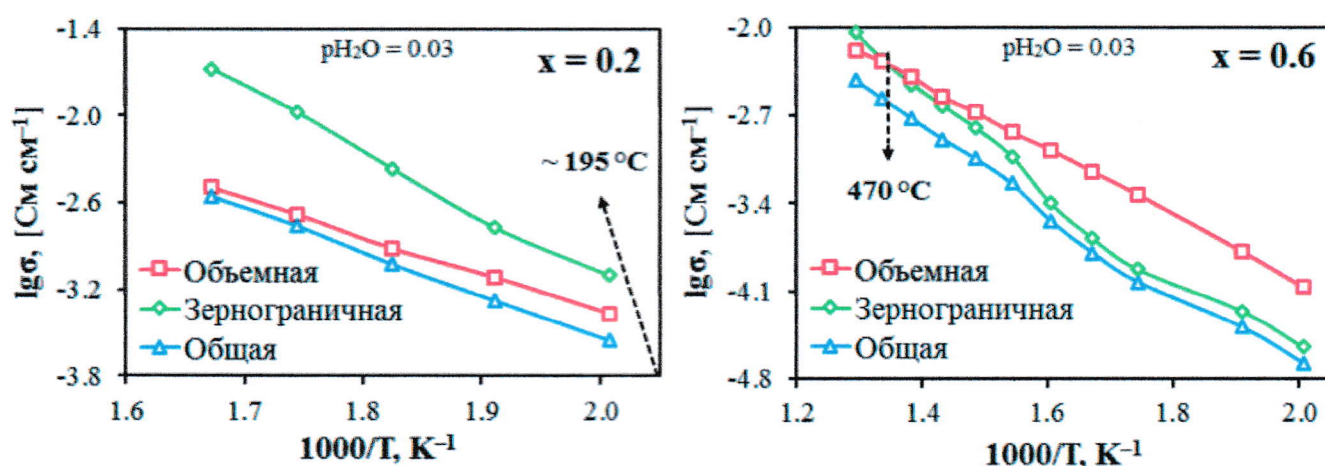 -1.4
-2.0
-2.6
-3.2
-3.8
lgσ, [См см⁻¹]
pH₂O = 0.03
x = 0.2
~ 195 °C
Объемная
Зернограничная
Общая
1.6 1.7 1.8 1.9 2.0
1000/T, K⁻¹
-2.0
-2.7
-3.4
-4.1
-4.8
lgσ, [См см⁻¹]
pH₂O = 0.03
x = 0.6
470 °C
Объемная
Зернограничная
Общая
1.2 1.4 1.6 1.8 2.0
1000/T, K⁻¹